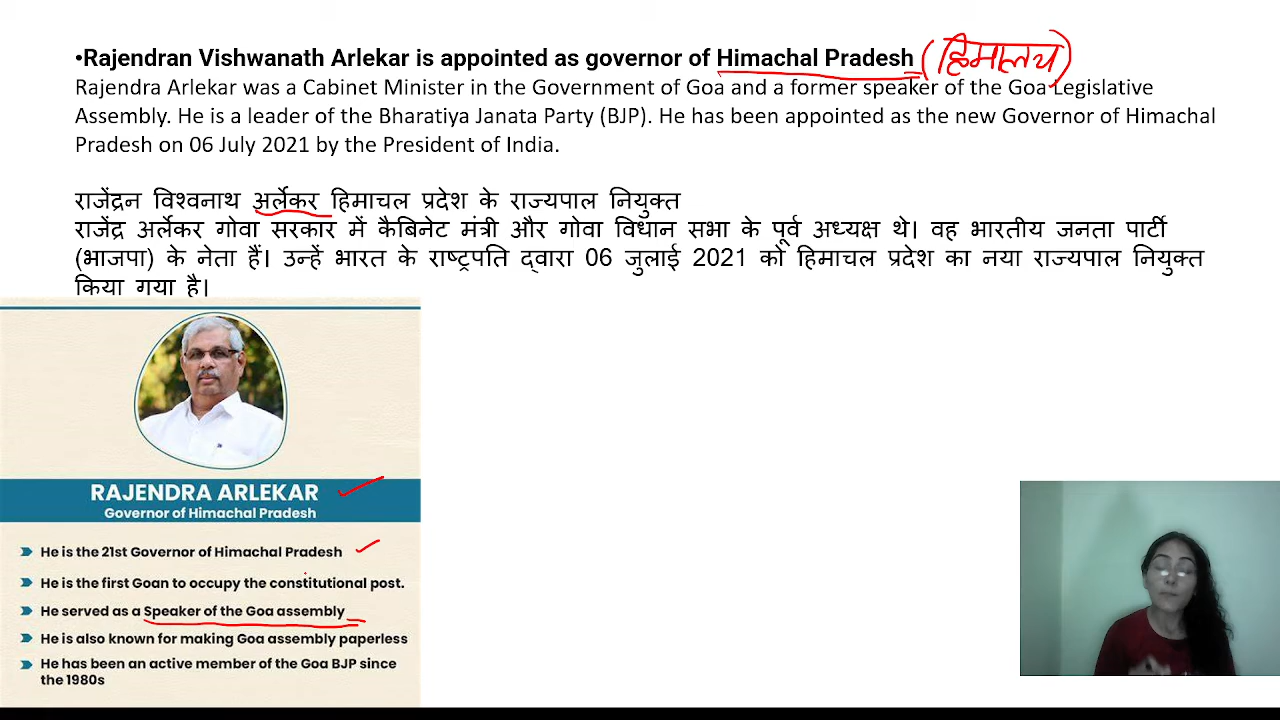 •Rajendran Vishwanath Arlekar is appointed as governor of Himachal Pradesh (हिमालय)
Rajendra Arlekar was a Cabinet Minister in the Government of Goa and a former speaker of the Goa Legislative
Assembly. He is a leader of the Bharatiya Janata Party (BJP). He has been appointed as the new Governor of Himachal
Pradesh on 06 July 2021 by the President of India.
राजेंद्रन विश्वनाथ अर्लेकर हिमाचल प्रदेश के राज्यपाल नियुक्त
राजेंद्र अर्लेकर गोवा सरकार में कैबिनेट मंत्री और गोवा विधान सभा के पूर्व अध्यक्ष थे। वह भारतीय जनता पार्टी
(भाजपा) के नेता हैं। उन्हें भारत के राष्ट्रपति द्वारा 06 जुलाई 2021 को हिमाचल प्रदेश का नया राज्यपाल नियुक्त
किया गया है।
RAJENDRA ARLEKAR
Governor of Himachal Pradesh
He is the 21st Governor of Himachal Pradesh
He is the first Goan to occupy the constitutional post.
He served as a Speaker of the Goa assembly
He is also known for making Goa assembly paperless
He has been an active member of the Goa BJP since
the 1980s